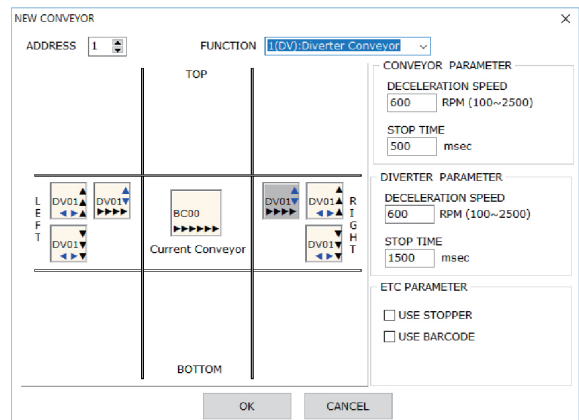 NEW CONVEYOR
ADDRESS 1 FUNCTION 1(DV):Diverter Conveyor
TOP
LEFT
DV01 DV01
DV01
BC00
Current Conveyor
DV01 DV01
DV01
RIGHT
BOTTOM
CONVEYOR PARAMETER
DECELERATION SPEED
600 RPM (100~2500)
STOP TIME
500 msec
DIVERTER PARAMETER
DECELERATION SPEED
600 RPM (100~2500)
STOP TIME
1500 msec
ETC PARAMETER
USE STOPPER
USE BARCODE
OK CANCEL